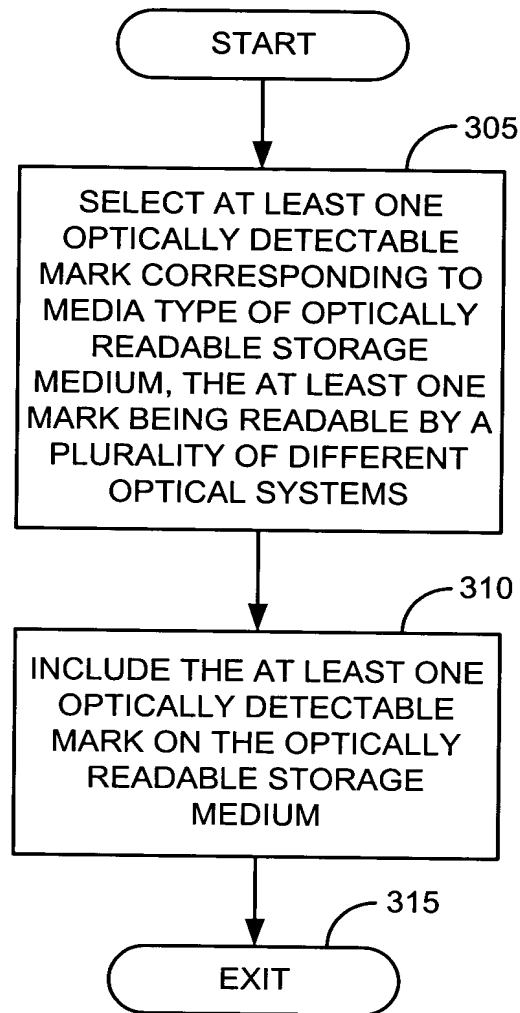 START
305
SELECT AT LEAST ONE
OPTICALLY DETECTABLE
MARK CORRESPONDING TO
MEDIA TYPE OF OPTICALLY
READABLE STORAGE
MEDIUM, THE AT LEAST ONE
MARK BEING READABLE BY A
PLURALITY OF DIFFERENT
OPTICAL SYSTEMS
310
INCLUDE THE AT LEAST ONE
OPTICALLY DETECTABLE
MARK ON THE OPTICALLY
READABLE STORAGE
MEDIUM
315
EXIT